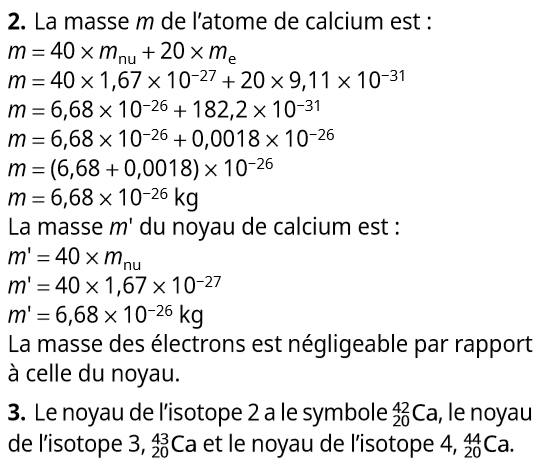 2. La masse m de l'atome de calcium est :
m = 40 × m_nu + 20 × m_e
m = 40 × 1,67 × 10⁻²⁷ + 20 × 9,11 × 10⁻³¹
m = 6,68 × 10⁻²⁶ + 182,2 × 10⁻³¹
m = 6,68 × 10⁻²⁶ + 0,0018 × 10⁻²⁶
m = (6,68 + 0,0018) × 10⁻²⁶
m = 6,68 × 10⁻²⁶ kg
La masse m' du noyau de calcium est :
m' = 40 × m_nu
m' = 40 × 1,67 × 10⁻²⁷
m' = 6,68 × 10⁻²⁶ kg
La masse des électrons est négligeable par rapport
à celle du noyau.
3. Le noyau de l'isotope 2 a le symbole ⁴²₂₀Ca, le noyau
de l'isotope 3, ⁴³₂₀Ca et le noyau de l'isotope 4, ⁴⁴₂₀Ca.